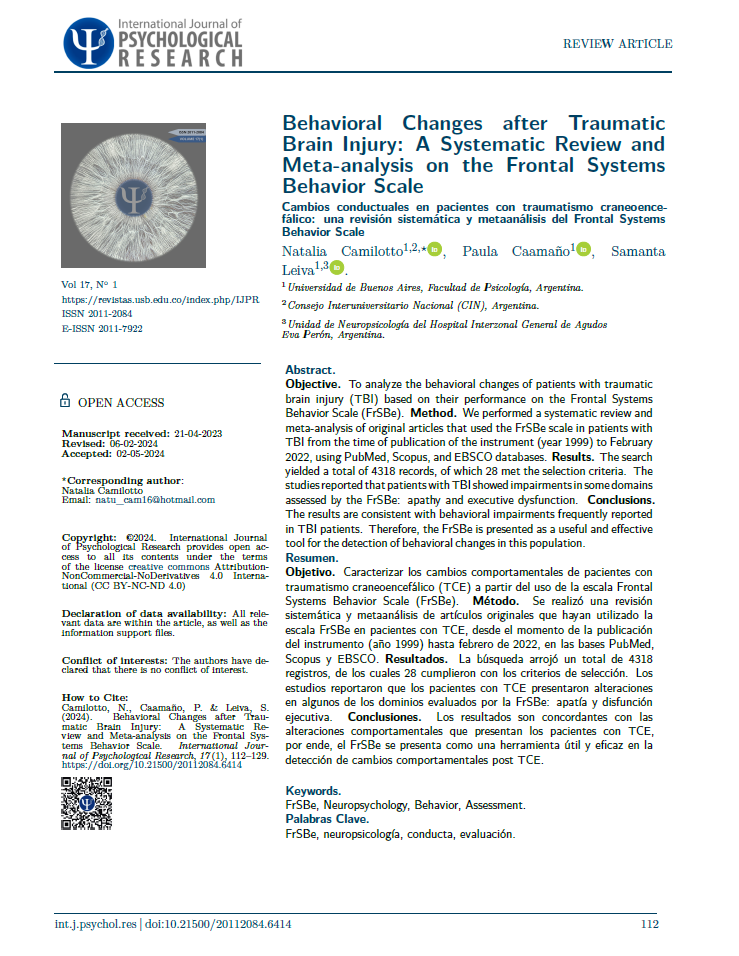 International Journal of
PSYCHOLOGICAL
RESEARCH
REVIEW ARTICLE
Behavioral Changes after Traumatic
Brain Injury: A Systematic Review and
Meta-analysis on the Frontal Systems
Behavior Scale
Cambios conductuales en pacientes con traumatismo craneoence-
fálico: una revisión sistemática y metaanálisis del Frontal Systems
Behavior Scale
Natalia Camilotto1,2,* iD, Paula Caamaño1 iD, Samanta
Leiva1,3 iD.
1 Universidad de Buenos Aires, Facultad de Psicología, Argentina.
2 Consejo Interuniversitario Nacional (CIN), Argentina.
3 Unidad de Neuropsicología del Hospital Interzonal General de Agudos
Eva Perón, Argentina.
Vol 17, N° 1
https://revistas.usb.edu.co/index.php/IJPR
ISSN 2011-2084
E-ISSN 2011-7922
OPEN ACCESS
Manuscript received: 21-04-2023
Revised: 06-02-2024
Accepted: 02-05-2024
*Corresponding author:
Natalia Camilotto
Email: natu_cam16@hotmail.com
Copyright: ©2024. International Journal
of Psychological Research provides open ac-
cess to all its contents under the terms
of the license creative commons Attribution-
NonCommercial-NoDerivatives 4.0 Interna-
tional (CC BY-NC-ND 4.0)
Declaration of data availability: All rele-
vant data are within the article, as well as the
information support files.
Conflict of interests: The authors have de-
clared that there is no conflict of interest.
How to Cite:
Camilotto, N., Caamaño, P. & Leiva, S.
(2024). Behavioral Changes after Trau-
matic Brain Injury: A Systematic Re-
view and Meta-analysis on the Frontal Sys-
tems Behavior Scale. International Jour-
nal of Psychological Research, 17(1), 112–129.
https://doi.org/10.21500/20112084.6414
Abstract.
Objective. To analyze the behavioral changes of patients with traumatic
brain injury (TBI) based on their performance on the Frontal Systems
Behavior Scale (FrSBe). Method. We performed a systematic review and
meta-analysis of original articles that used the FrSBe scale in patients with
TBI from the time of publication of the instrument (year 1999) to February
2022, using PubMed, Scopus, and EBSCO databases. Results. The search
yielded a total of 4318 records, of which 28 met the selection criteria. The
studies reported that patients with TBI showed impairments in some domains
assessed by the FrSBe: apathy and executive dysfunction. Conclusions.
The results are consistent with behavioral impairments frequently reported
in TBI patients. Therefore, the FrSBe is presented as a useful and effective
tool for the detection of behavioral changes in this population.
Resumen.
Objetivo. Caracterizar los cambios comportamentales de pacientes con
traumatismo craneoencefálico (TCE) a partir del uso de la escala Frontal
Systems Behavior Scale (FrSBe). Método. Se realizó una revisión
sistemática y metaanálisis de artículos originales que hayan utilizado la
escala FrSBe en pacientes con TCE, desde el momento de la publicación
del instrumento (año 1999) hasta febrero de 2022, en las bases PubMed,
Scopus y EBSCO. Resultados. La búsqueda arrojó un total de 4318
registros, de los cuales 28 cumplieron con los criterios de selección. Los
estudios reportaron que los pacientes con TCE presentaron alteraciones
en algunos de los dominios evaluados por la FrSBe: apatía y disfunción
ejecutiva. Conclusiones. Los resultados son concordantes con las
alteraciones comportamentales que presentan los pacientes con TCE,
por ende, el FrSBe se presenta como una herramienta útil y eficaz en la
detección de cambios comportamentales post TCE.
Keywords.
FrSBe, Neuropsychology, Behavior, Assessment.
Palabras Clave.
FrSBe, neuropsicología, conducta, evaluación.
int.j.psychol.res | doi:10.21500/20112084.6414
112